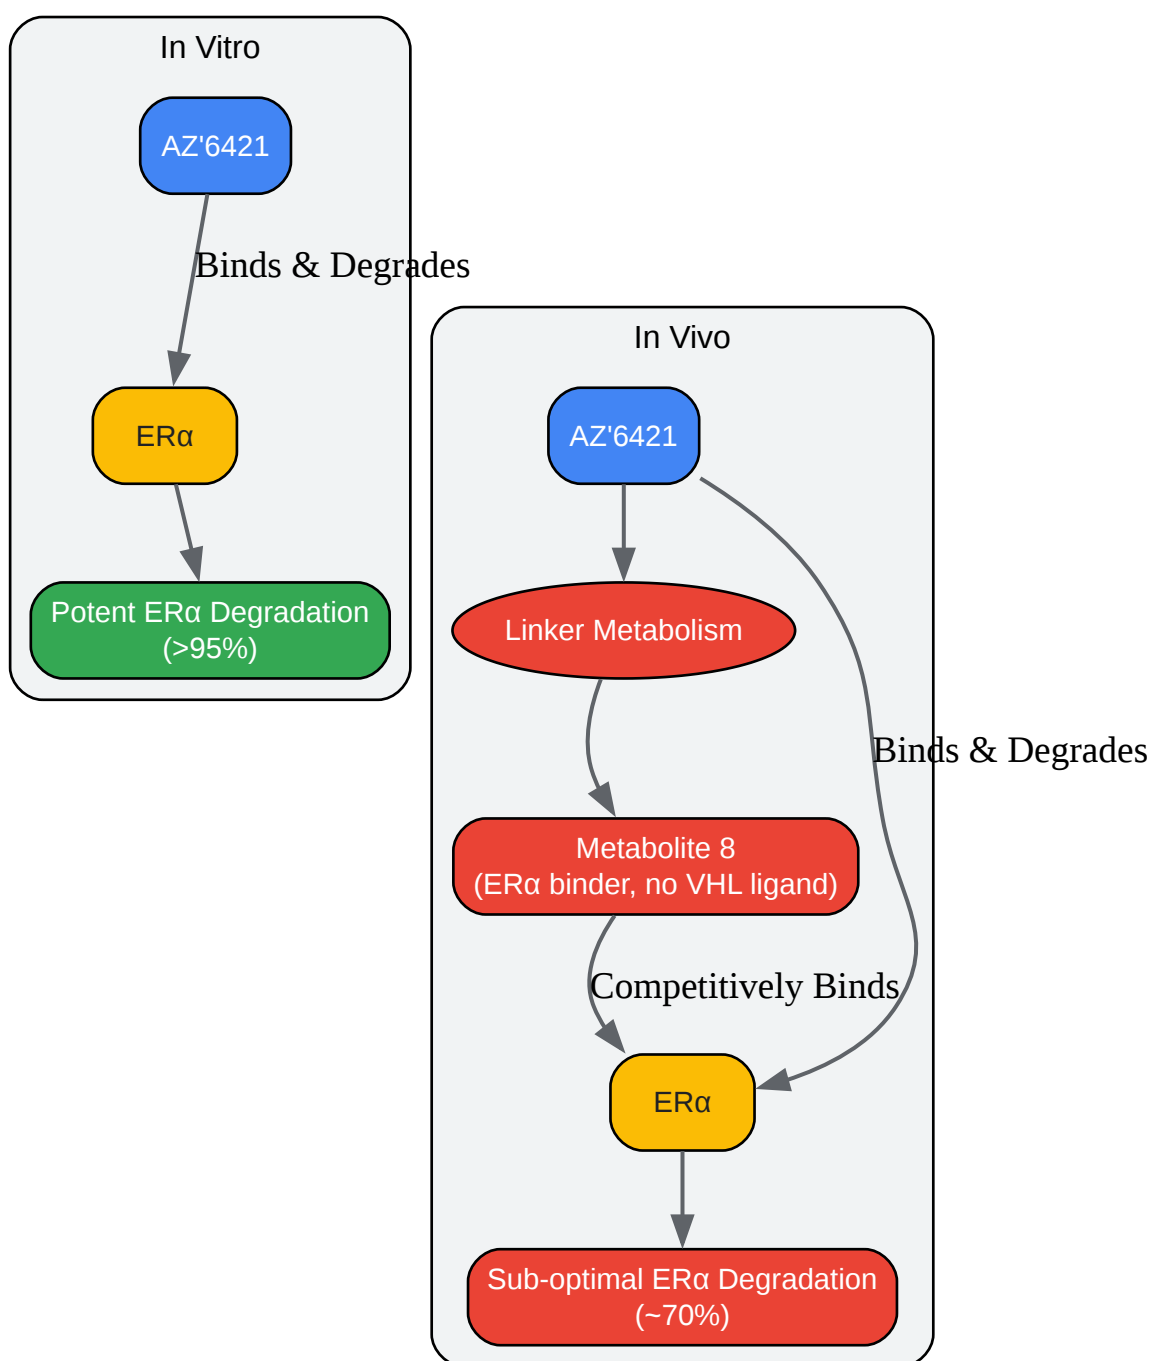 In Vitro
AZ'6421
Binds & Degrades
ERα
Potent ERα Degradation
(>95%)
In Vivo
AZ'6421
Linker Metabolism
Binds & Degrades
Metabolite 8
(ERα binder, no VHL ligand)
Competitively Binds
ERα
Sub-optimal ERα Degradation
(~70%)